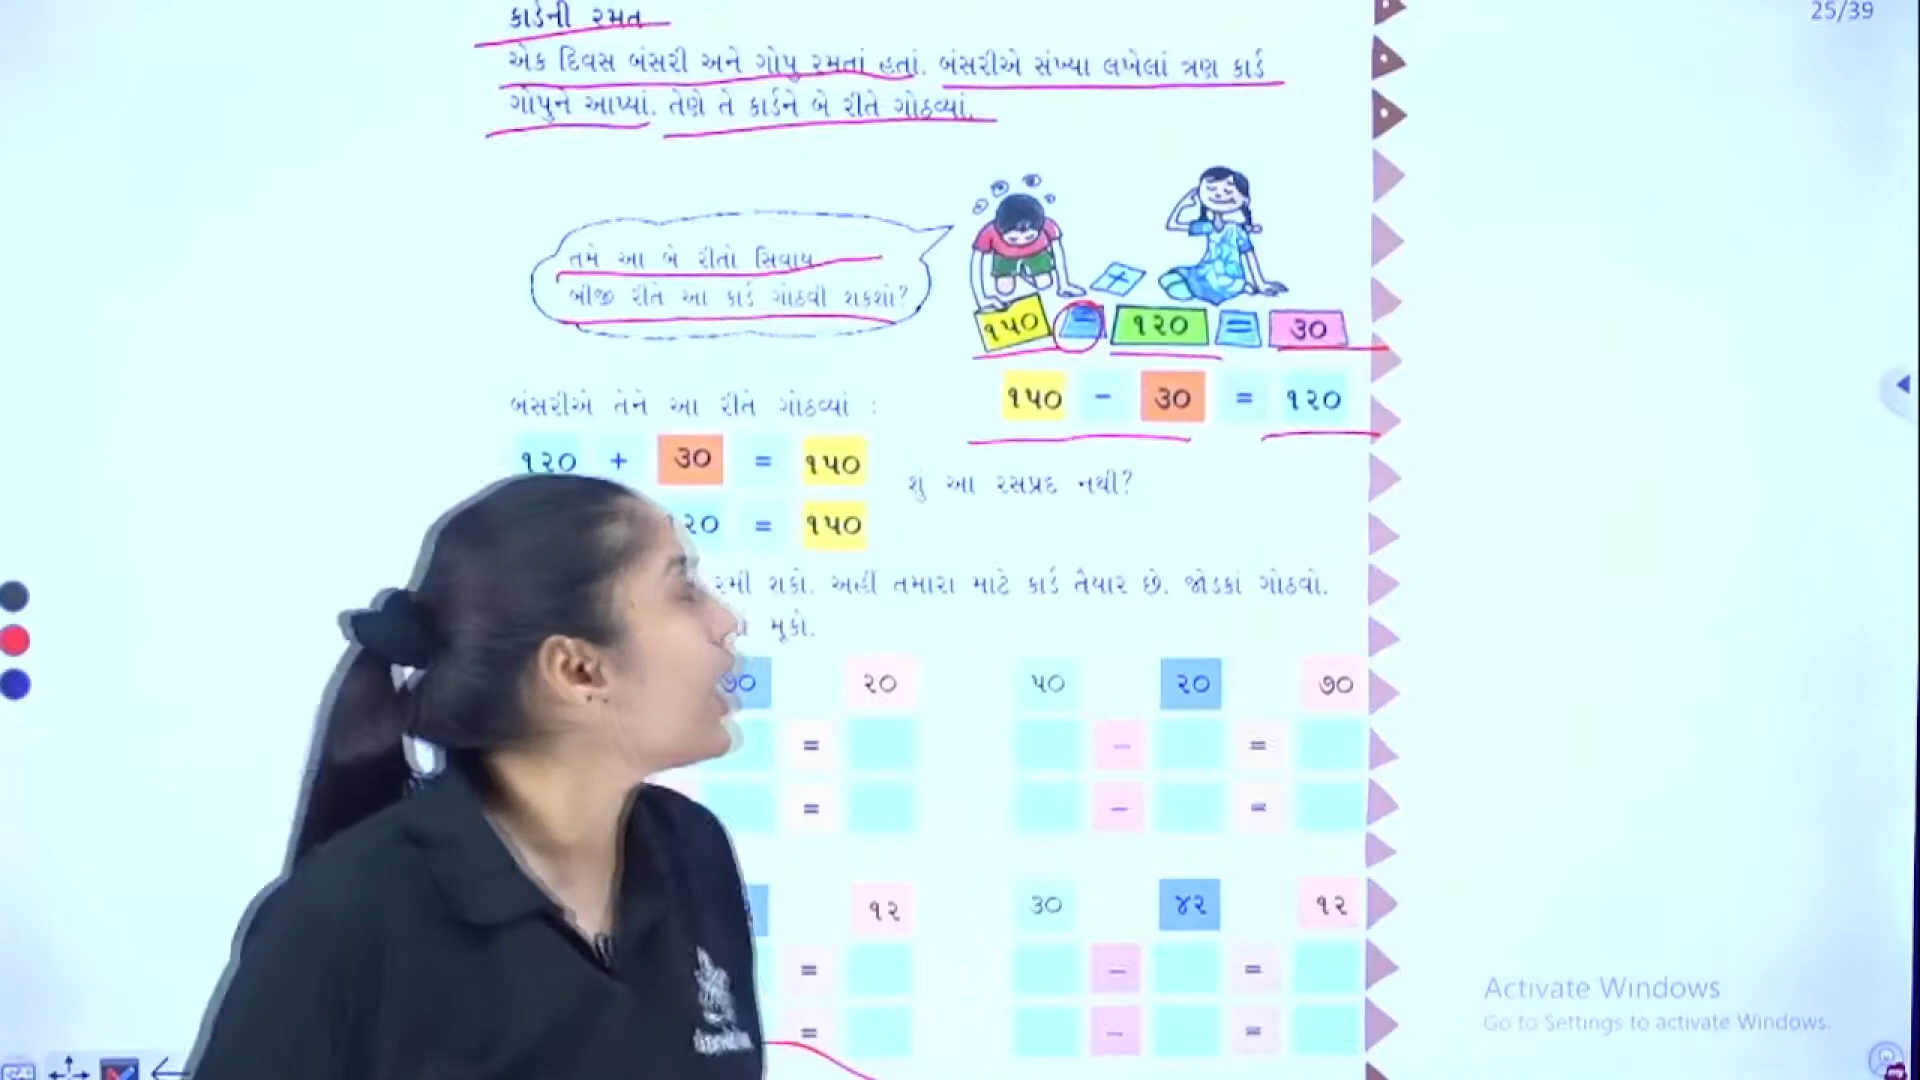 કાર્ડની રમત
25/39
એક દિવસ બંસરી અને ગોપુ રમતાં હતાં. બંસરીએ સંખ્યા લખેલાં ત્રણ કાર્ડ
ગોપુને આપ્યાં. તેણે તે કાર્ડને બે રીતે ગોઠવ્યાં.
તમે આ બે રીતો સિવાય
બીજી રીતે આ કાર્ડ ગોઠવી શકશો?
+
૧૫૦ = ૧૨૦ = ૩૦
૧૫૦ - ૩૦ = ૧૨૦
બંસરીએ તેને આ રીતે ગોઠવ્યાં :
૧૨૦ + ૩૦ = ૧૫૦
શું આ રસપ્રદ નથી?
૧૨૦ = ૧૫૦
રમી શકો. અહીં તમારા માટે કાર્ડ તૈયાર છે. જોડકાં ગોઠવો.
મૂકો.
૨૦ ૫૦ ૨૦ ૭૦
= - =
= - =
૧૨ ૩૦ ૪૨ ૧૨
= - =
= - =
Activate Windows
Go to Settings to activate Windows.